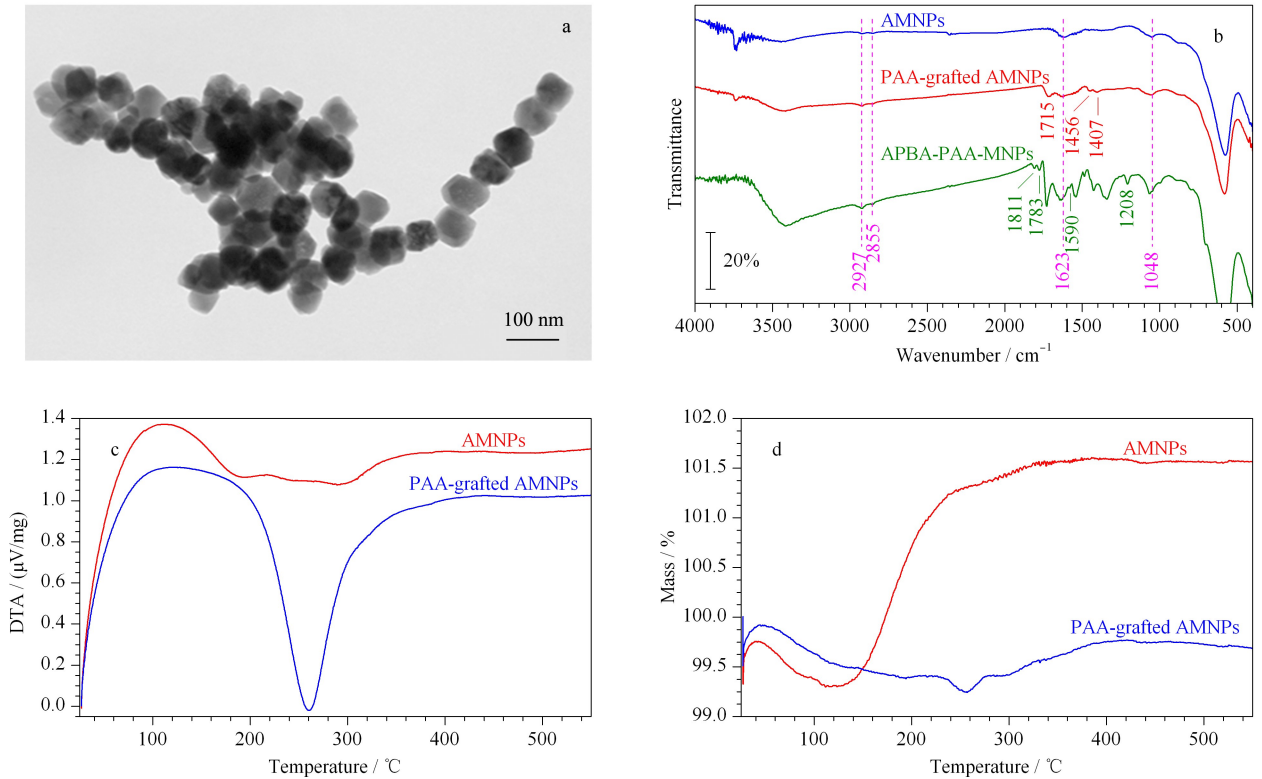 a
100 nm
b
AMNPs
PAA-grafted AMNPs
1715
1456
1407
APBA-PAA-MNPs
1811
1783
1590
1208
2927
2855
1623
1048
20%
Transmittance
4000 3500 3000 2000 1500 1000 500
Wavenumber / cm⁻¹
c
AMNPs
PAA-grafted AMNPs
DTA / (μV/mg)
1.4
1.2
1.0
0.8
0.6
0.4
0.2
0.0
100 200 300 400 500
Temperature / ℃
d
AMNPs
PAA-grafted AMNPs
Mass / %
102.0
101.5
101.0
100.5
100.0
99.5
99.0
100 200 300 400 500
Temperature / ℃